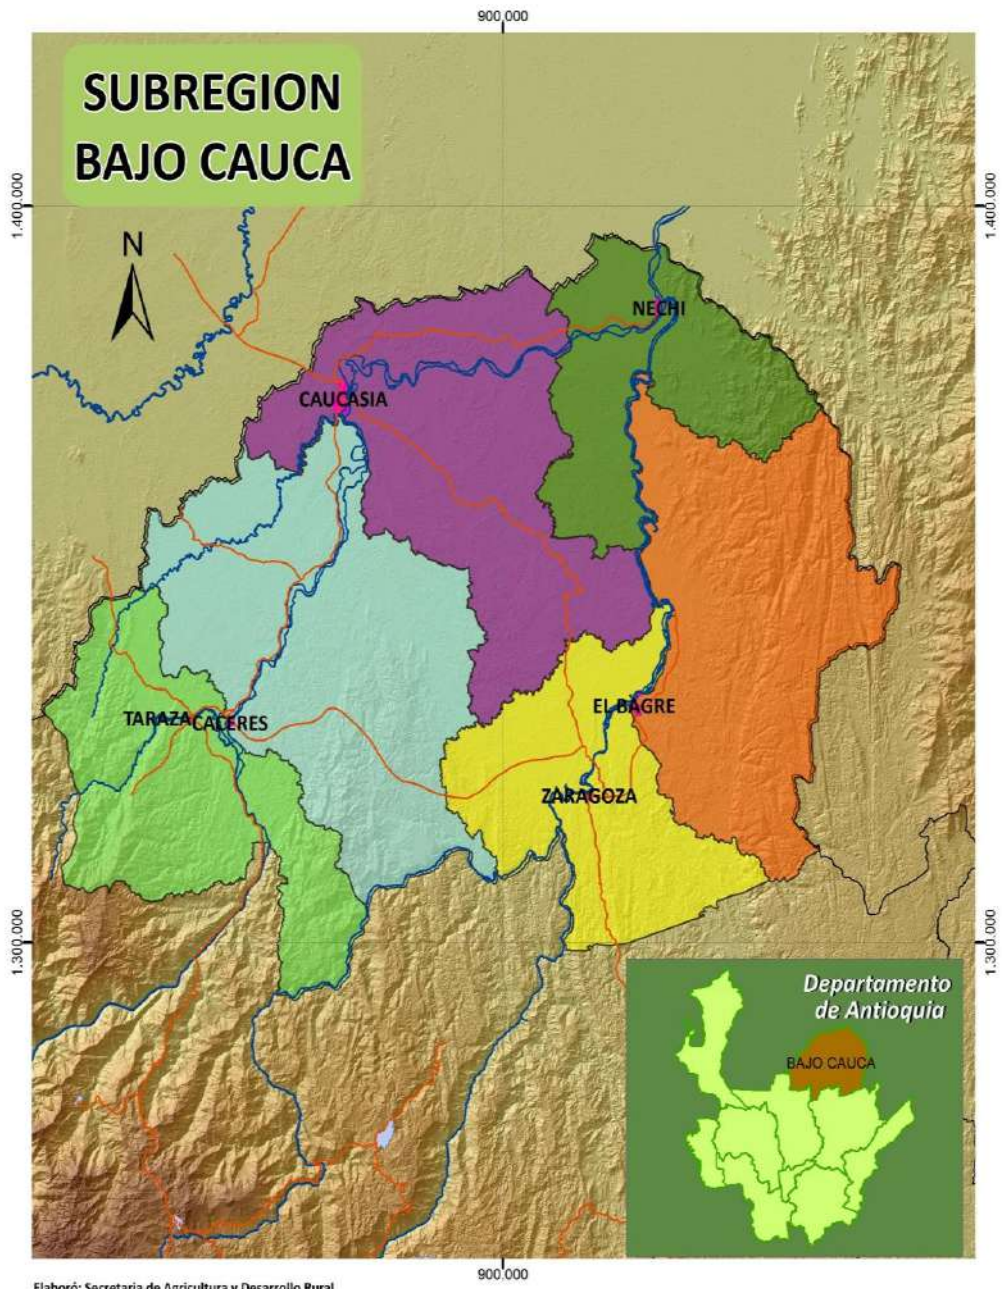 900.000
SUBREGION
BAJO CAUCA
1.400.000
1.400.000
N
NECHI
CAUCASIA
TARAZA
CACERES
EL BAGRE
ZARAGOZA
1.300.000
1.300.000
Departamento
de Antioquia
BAJO CAUCA
900.000
Elaboró: Secretaria de Agricultura y Desarrollo Rural